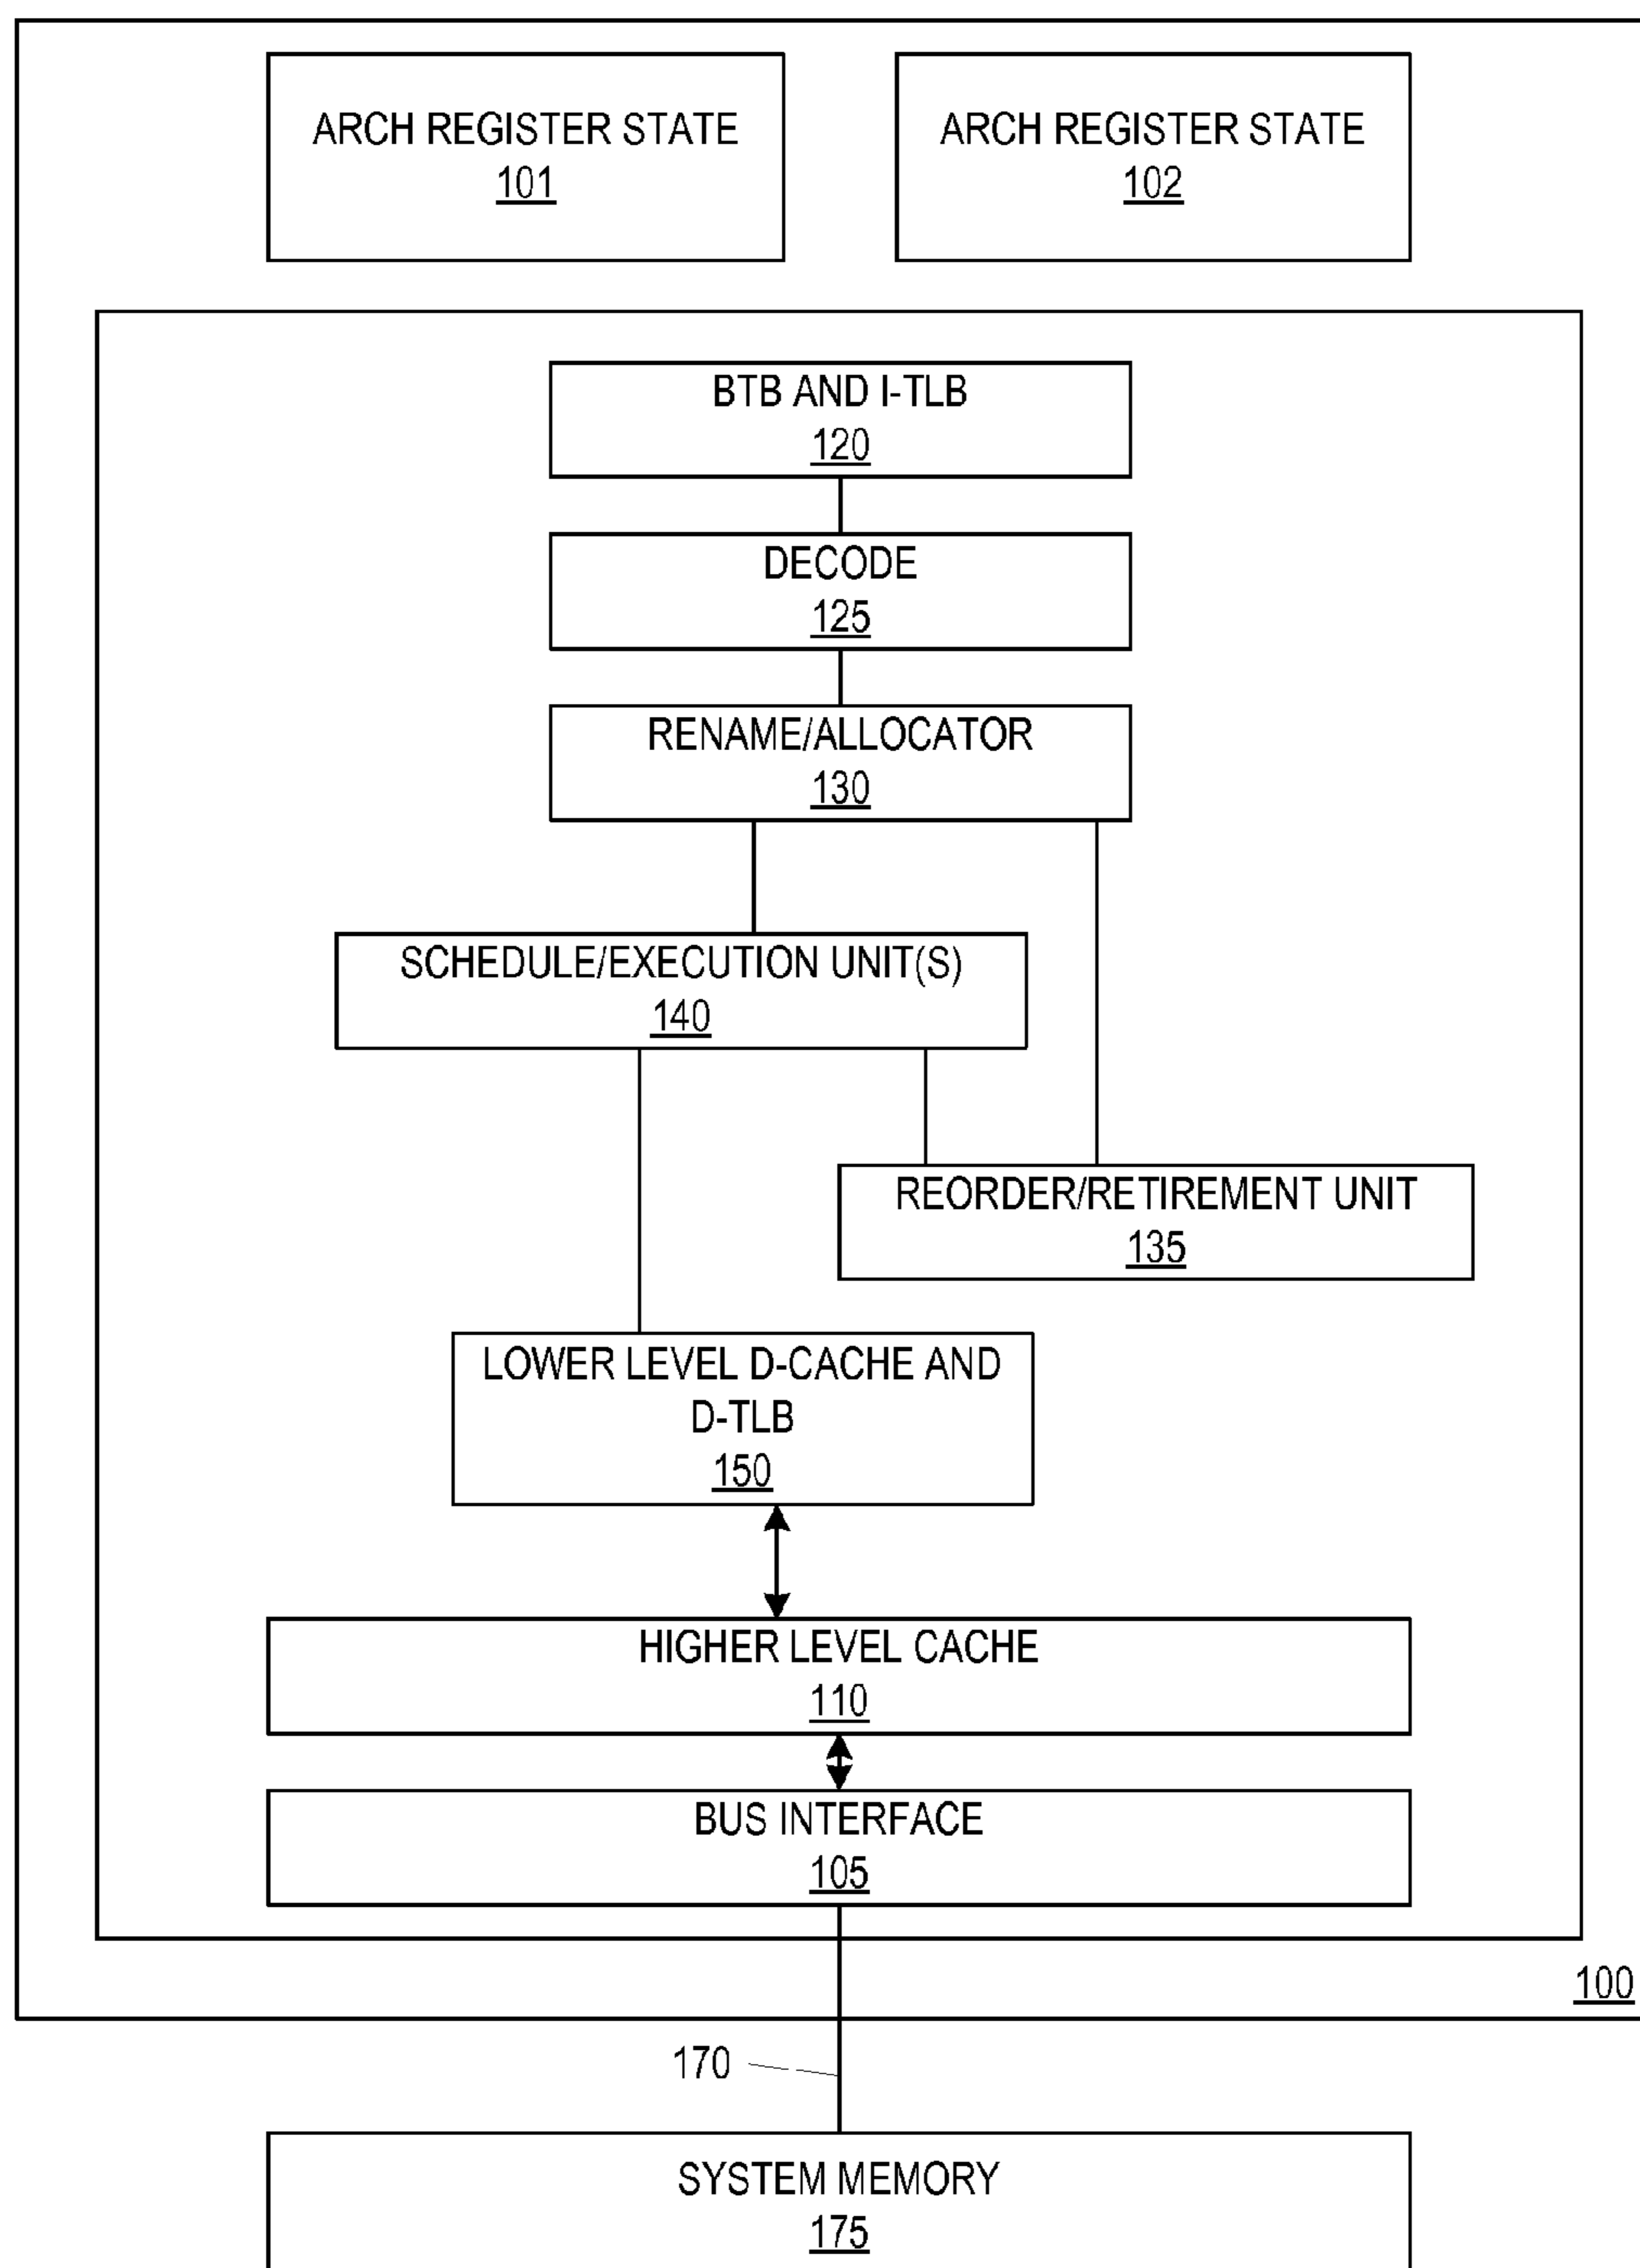 ARCH REGISTER STATE
101
ARCH REGISTER STATE
102
BTB AND I-TLB
120
DECODE
125
RENAME/ALLOCATOR
130
SCHEDULE/EXECUTION UNIT(S)
140
REORDER/RETIREMENT UNIT
135
LOWER LEVEL D-CACHE AND
D-TLB
150
HIGHER LEVEL CACHE
110
BUS INTERFACE
105
100
170
SYSTEM MEMORY
175